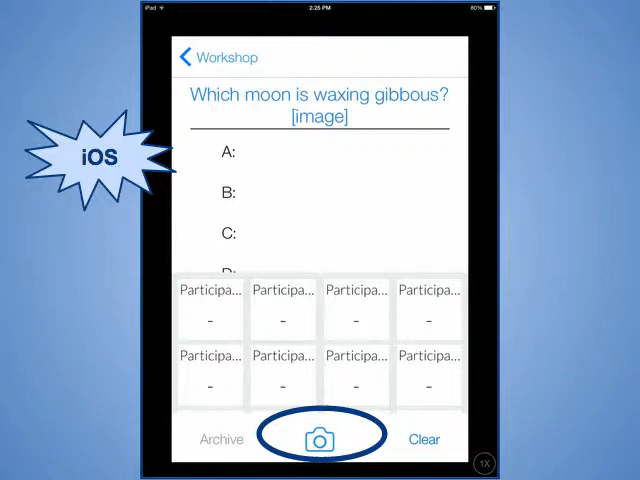 iPad
2:25 PM
80%
Workshop
Which moon is waxing gibbous?
[image]
iOS
A:
B:
C:
D:
Participa... Participa... Participa... Participa...
- - - -
Participa... Participa... Participa... Participa...
- - - -
Archive
Clear
1X